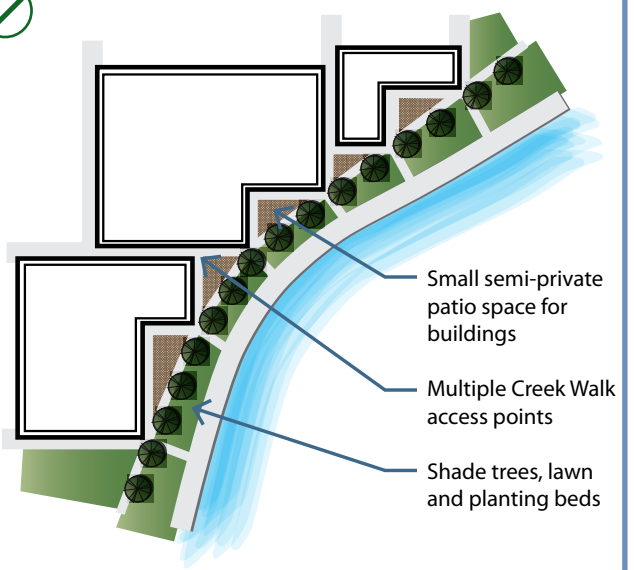 Small semi-private
patio space for
buildings
Multiple Creek Walk
access points
Shade trees, lawn
and planting beds